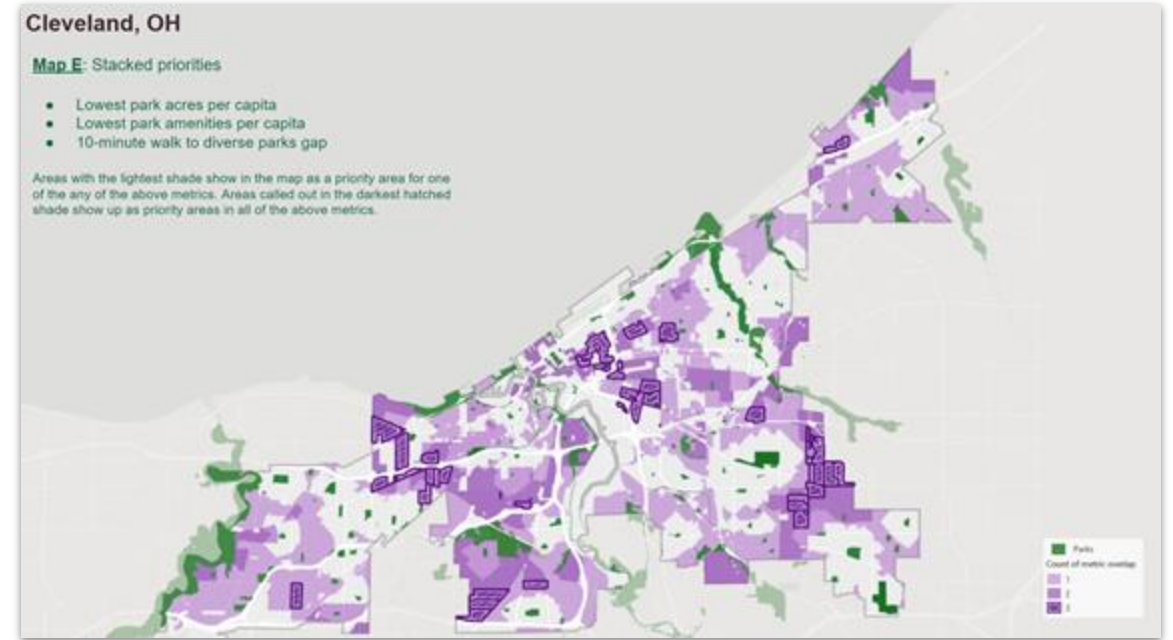 Cleveland, OH
Map E: Stacked priorities
• Lowest park acres per capita
• Lowest park amenities per capita
• 10-minute walk to diverse parks gap
Areas with the lightest shade show in the map as a priority area for one
of the any of the above metrics. Areas called out in the darkest hatched
shade show up as priority areas in all of the above metrics.
Parks
Count of metric overlap
1
2
3